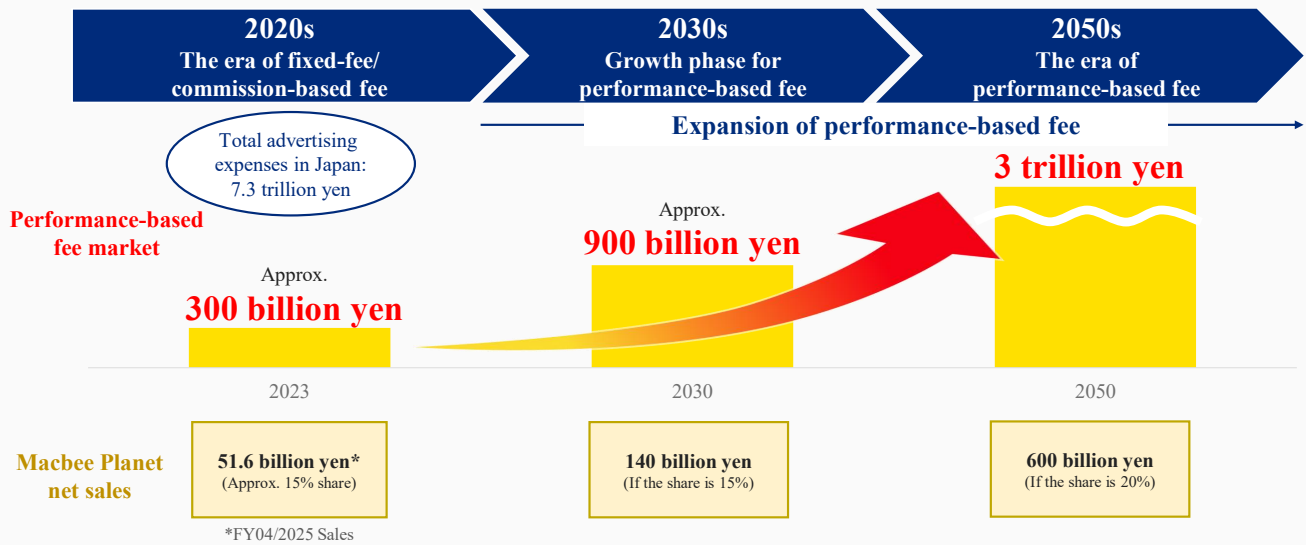 2020s
The era of fixed-fee/
commission-based fee
2030s
Growth phase for
performance-based fee
2050s
The era of
performance-based fee
Expansion of performance-based fee
Total advertising
expenses in Japan:
7.3 trillion yen
Performance-based
fee market
Approx.
300 billion yen
Approx.
900 billion yen
3 trillion yen
2023
2030
2050
Macbee Planet
net sales
51.6 billion yen*
(Approx. 15% share)
140 billion yen
(If the share is 15%)
600 billion yen
(If the share is 20%)
*FY04/2025 Sales